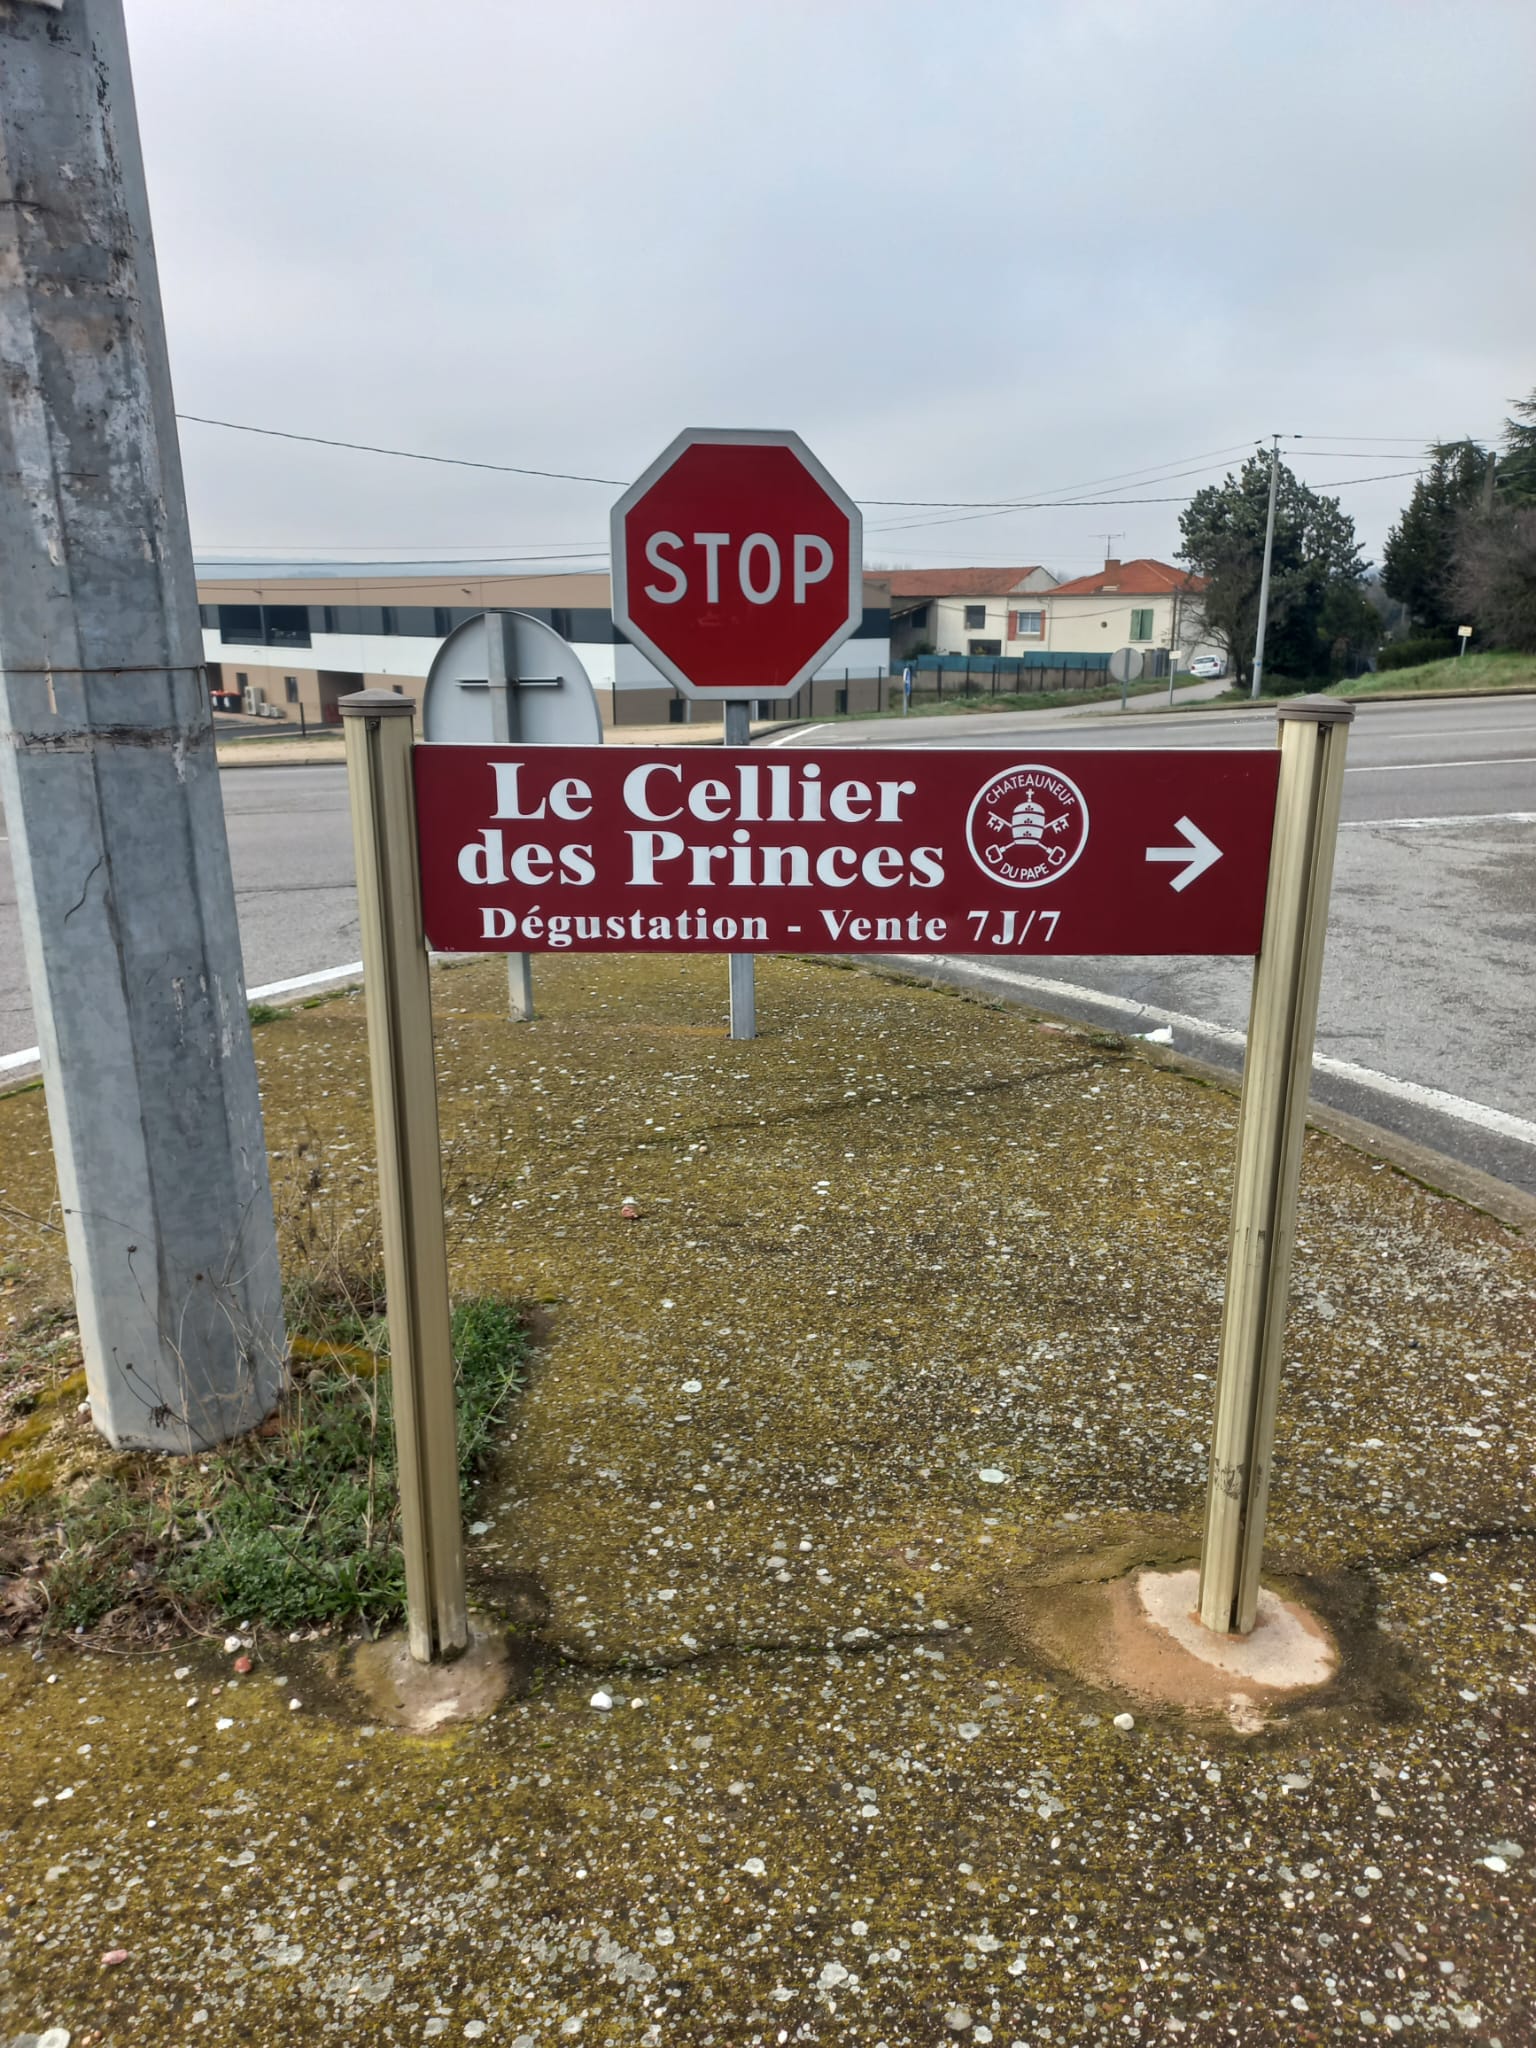 STOP
Le Cellier
des Princes
CHATEAUNEUF
DU PAPE
Dégustation - Vente 7J/7